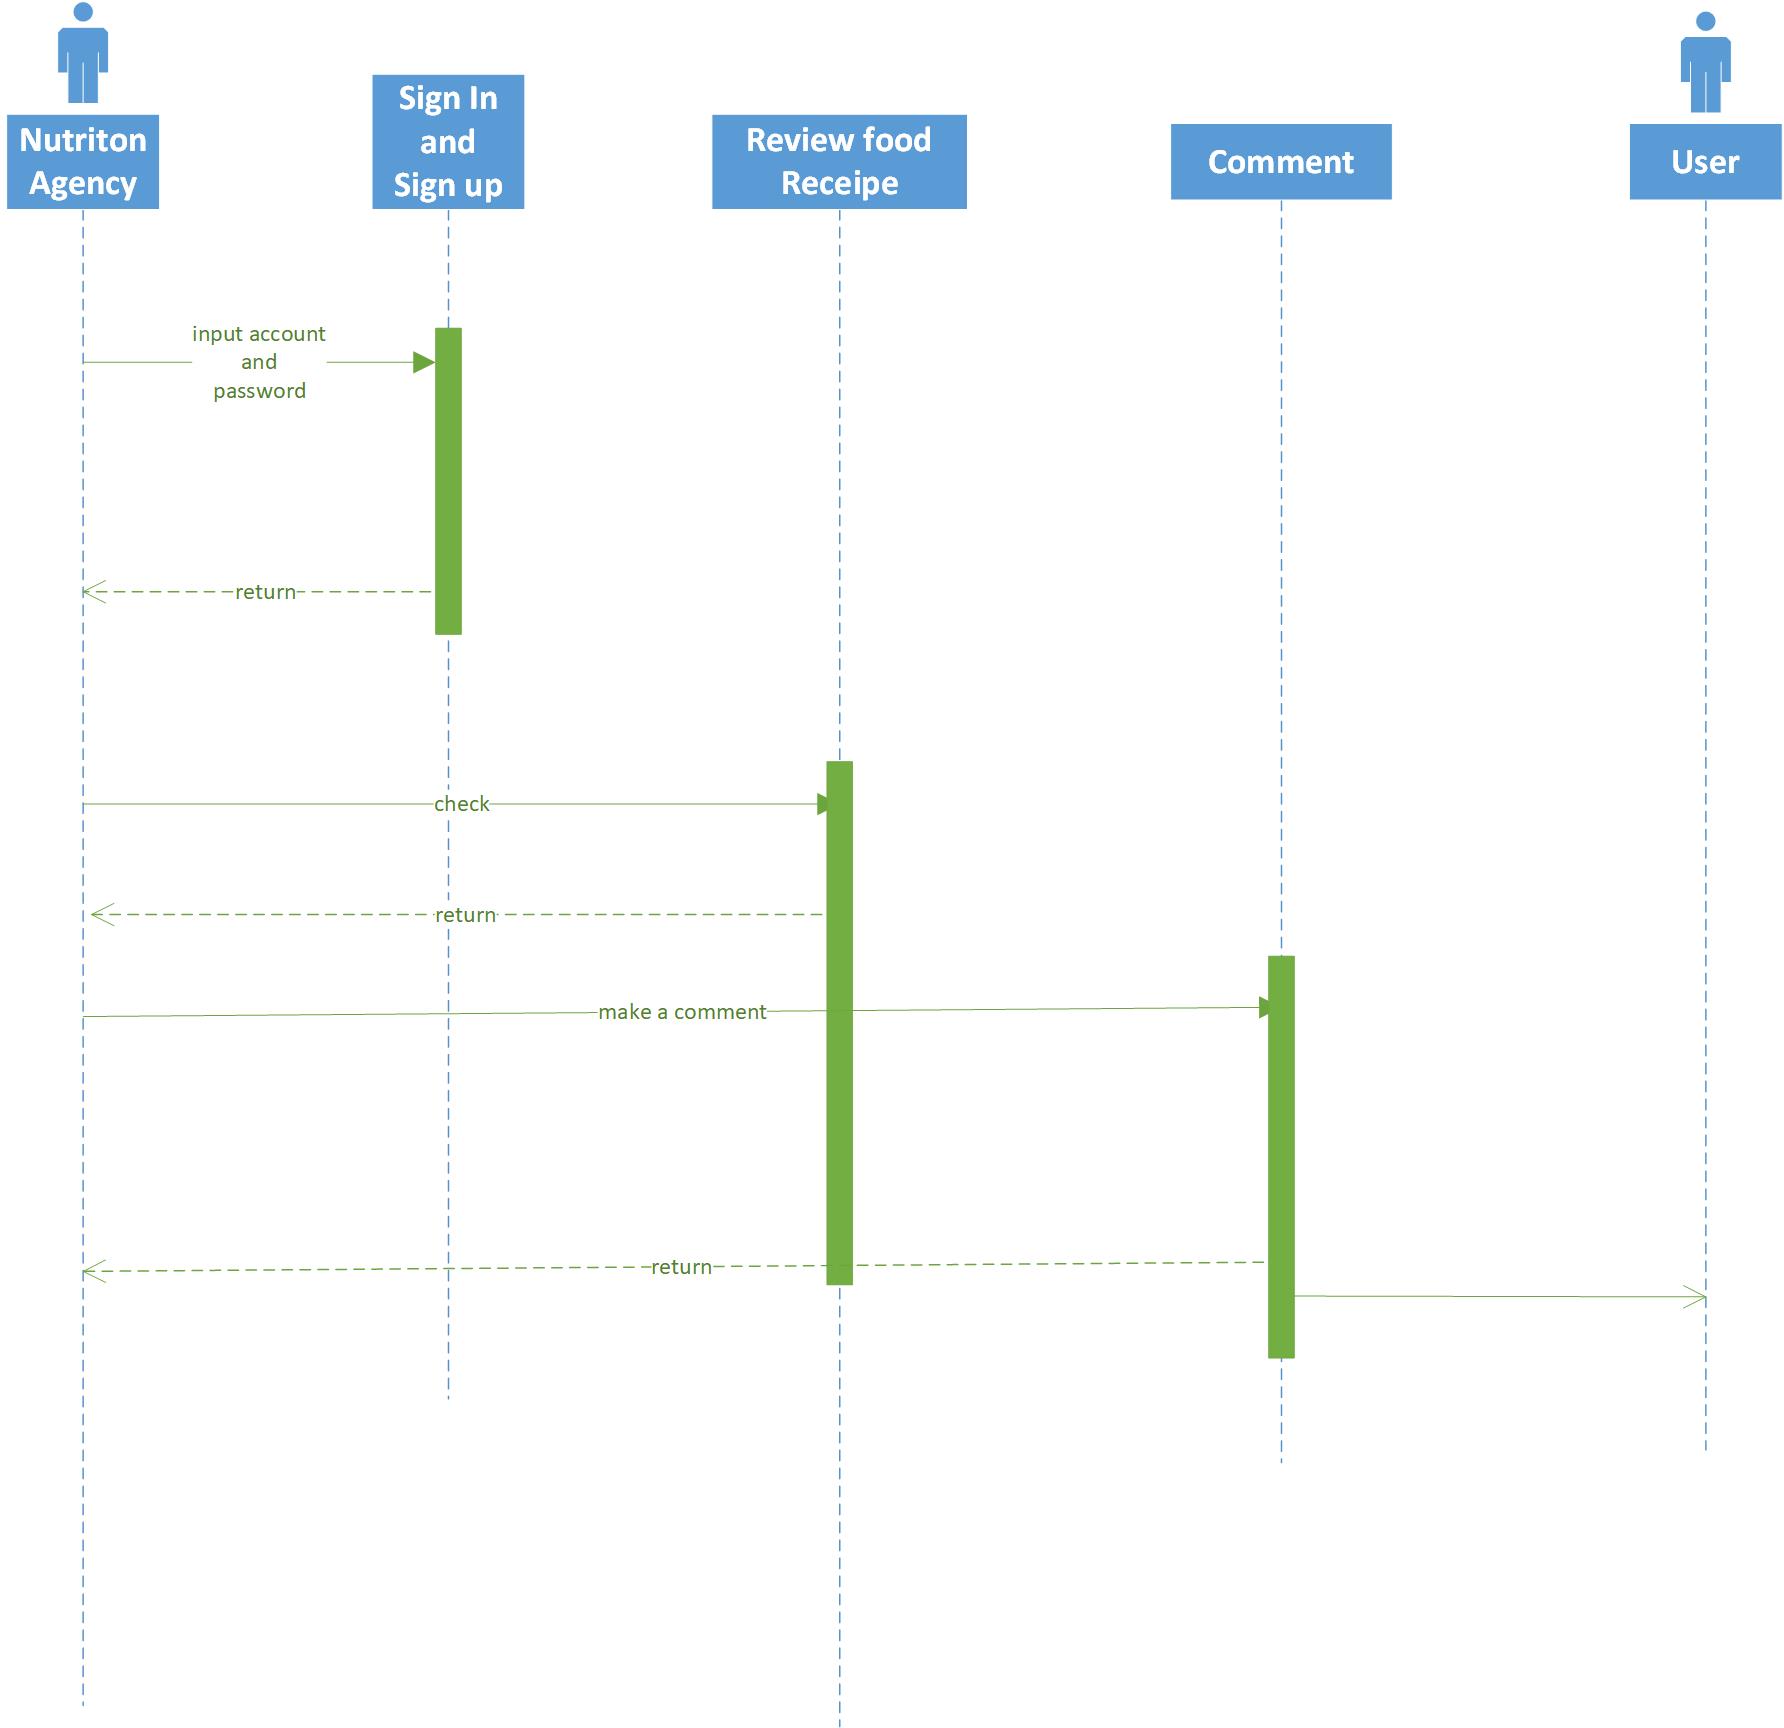 Nutriton
Agency
Sign In
and
Sign up
Review food
Receipe
Comment
User
input account
and
password
return
check
return
make a comment
return